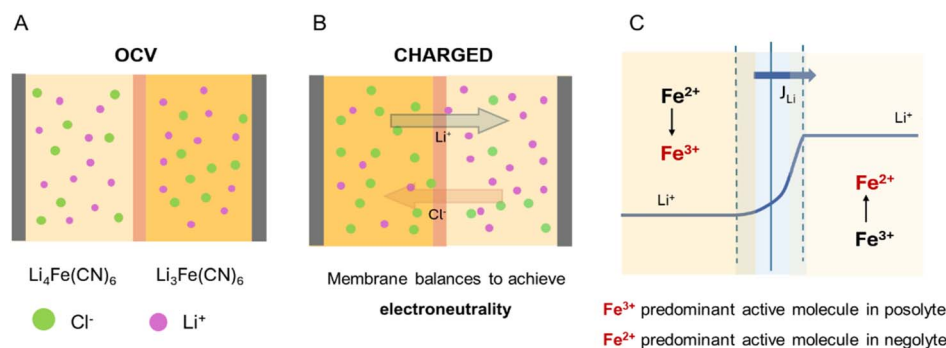 A
OCV
Li₄Fe(CN)₆ Li₃Fe(CN)₆
Cl⁻ Li⁺
B
CHARGED
Li⁺
Cl⁻
Membrane balances to achieve
electroneutrality
C
Fe²⁺
Fe³⁺
J_Li
Li⁺
Li⁺
Fe²⁺
Fe³⁺
Fe³⁺ predominant active molecule in posolyte
Fe²⁺ predominant active molecule in negolyte